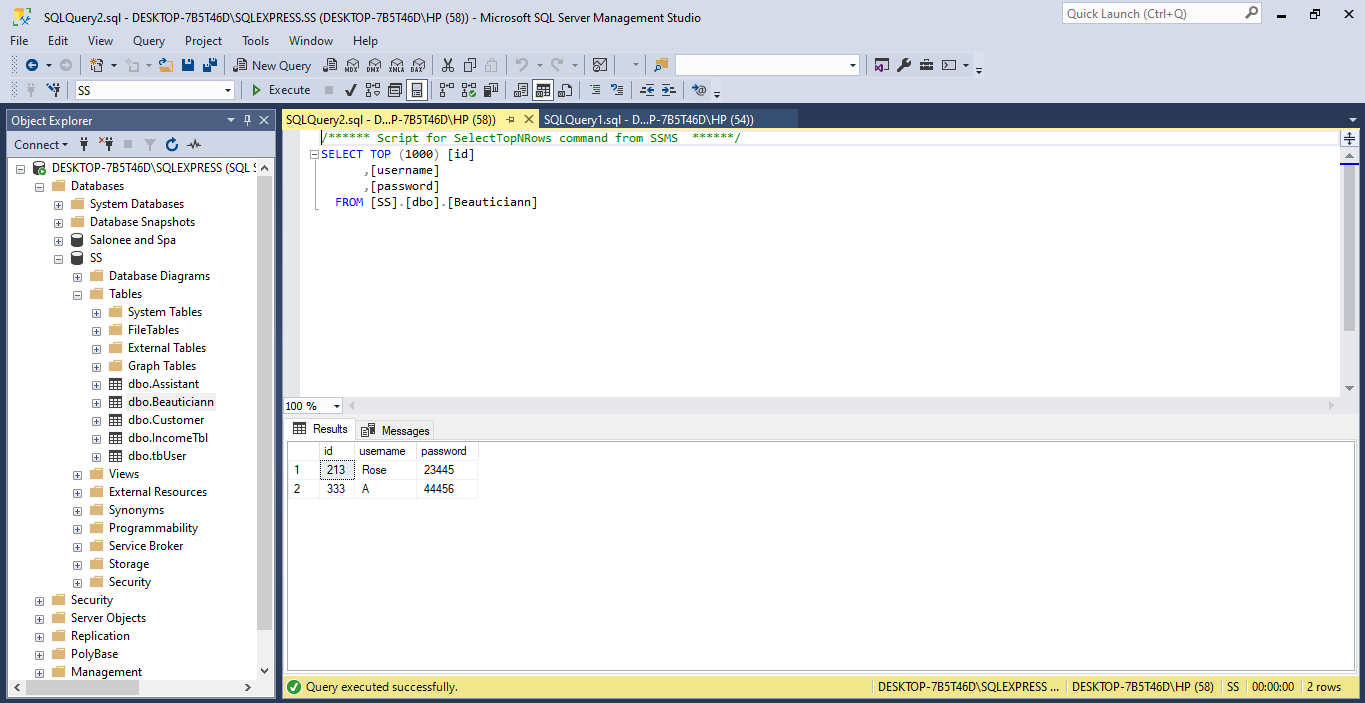 SQLQuery2.sql - DESKTOP-7B5T46D\SQLEXPRESS.SS (DESKTOP-7B5T46D\HP (58)) - Microsoft SQL Server Management Studio
Quick Launch (Ctrl+Q)
File Edit View Query Project Tools Window Help
New Query MDX DMX XMLA DAX
SS Execute
Object Explorer
Connect
DESKTOP-7B5T46D\SQLEXPRESS (SQL S
Databases
System Databases
Database Snapshots
Salonee and Spa
SS
Database Diagrams
Tables
System Tables
FileTables
External Tables
Graph Tables
dbo.Assistant
dbo.Beauticiann
dbo.Customer
dbo.IncomeTbl
dbo.tbUser
Views
External Resources
Synonyms
Programmability
Service Broker
Storage
Security
Security
Server Objects
Replication
PolyBase
Management
SQLQuery2.sql - D...P-7B5T46D\HP (58)) SQLQuery1.sql - D...P-7B5T46D\HP (54))
/****** Script for SelectTopNRows command from SSMS ******/
SELECT TOP (1000) [id]
,[username]
,[password]
FROM [SS].[dbo].[Beauticiann]
100 %
Results Messages
id username password
1 213 Rose 23445
2 333 A 44456
Query executed successfully. DESKTOP-7B5T46D\SQLEXPRESS ... DESKTOP-7B5T46D\HP (58) SS 00:00:00 2 rows